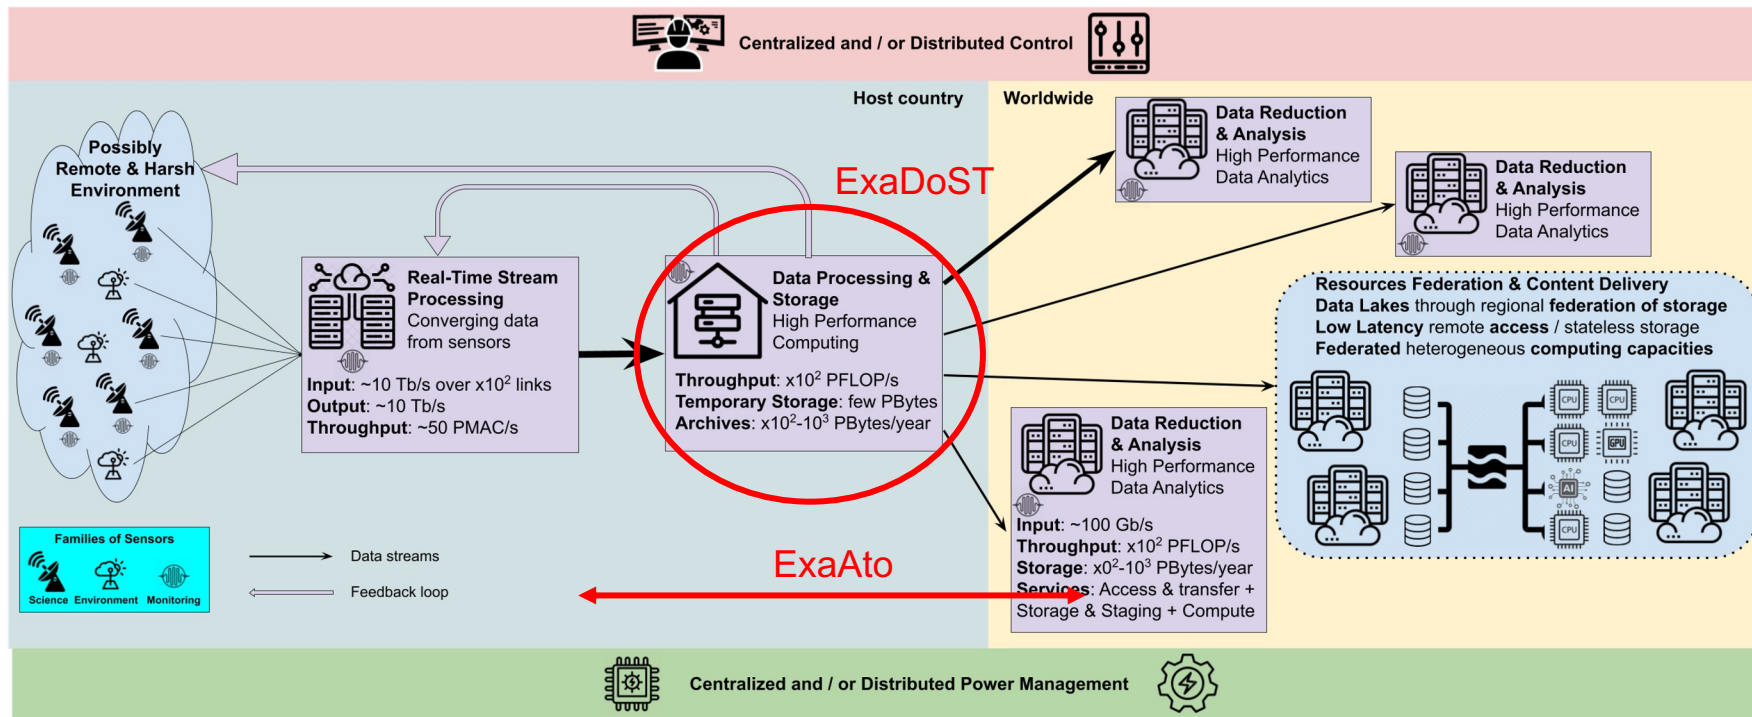 Centralized and / or Distributed Control
Host country
Worldwide
Possibly
Remote & Harsh
Environment
ExaDoST
Real-Time Stream
Processing
Converging data
from sensors
Input: ~10 Tb/s over x10² links
Output: ~10 Tb/s
Throughput: ~50 PMAC/s
Data Processing &
Storage
High Performance
Computing
Throughput: x10² PFLOP/s
Temporary Storage: few PBytes
Archives: x10²-10³ PBytes/year
Data Reduction
& Analysis
High Performance
Data Analytics
Data Reduction
& Analysis
High Performance
Data Analytics
Resources Federation & Content Delivery
Data Lakes through regional federation of storage
Low Latency remote access / stateless storage
Federated heterogeneous computing capacities
CPU
CPU
CPU
GPU
AI
CPU
Data Reduction
& Analysis
High Performance
Data Analytics
Input: ~100 Gb/s
Throughput: x10² PFLOP/s
Storage: x0²-10³ PBytes/year
Services: Access & transfer +
Storage & Staging + Compute
ExaAto
Families of Sensors
Science Environment Monitoring
Data streams
Feedback loop
Centralized and / or Distributed Power Management